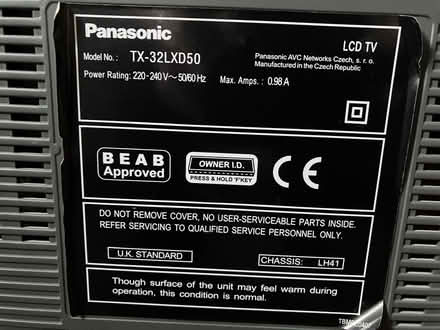 Panasonic
LCD TV
Model No.: TX-32LXD50
Panasonic AVC Networks Czech, s. r. o.
Manufactured in the Czech Republic
Power Rating: 220-240V～50/60Hz Max. Amps.: 0.98A
BEAB
Approved
OWNER I.D.
PRESS & HOLD 'F'KEY
CE
DO NOT REMOVE COVER, NO USER-SERVICEABLE PARTS INSIDE.
REFER SERVICING TO QUALIFIED SERVICE PERSONNEL ONLY.
U.K. STANDARD
CHASSIS: LH41
Though surface of the unit may feel warm during
operation, this condition is normal.